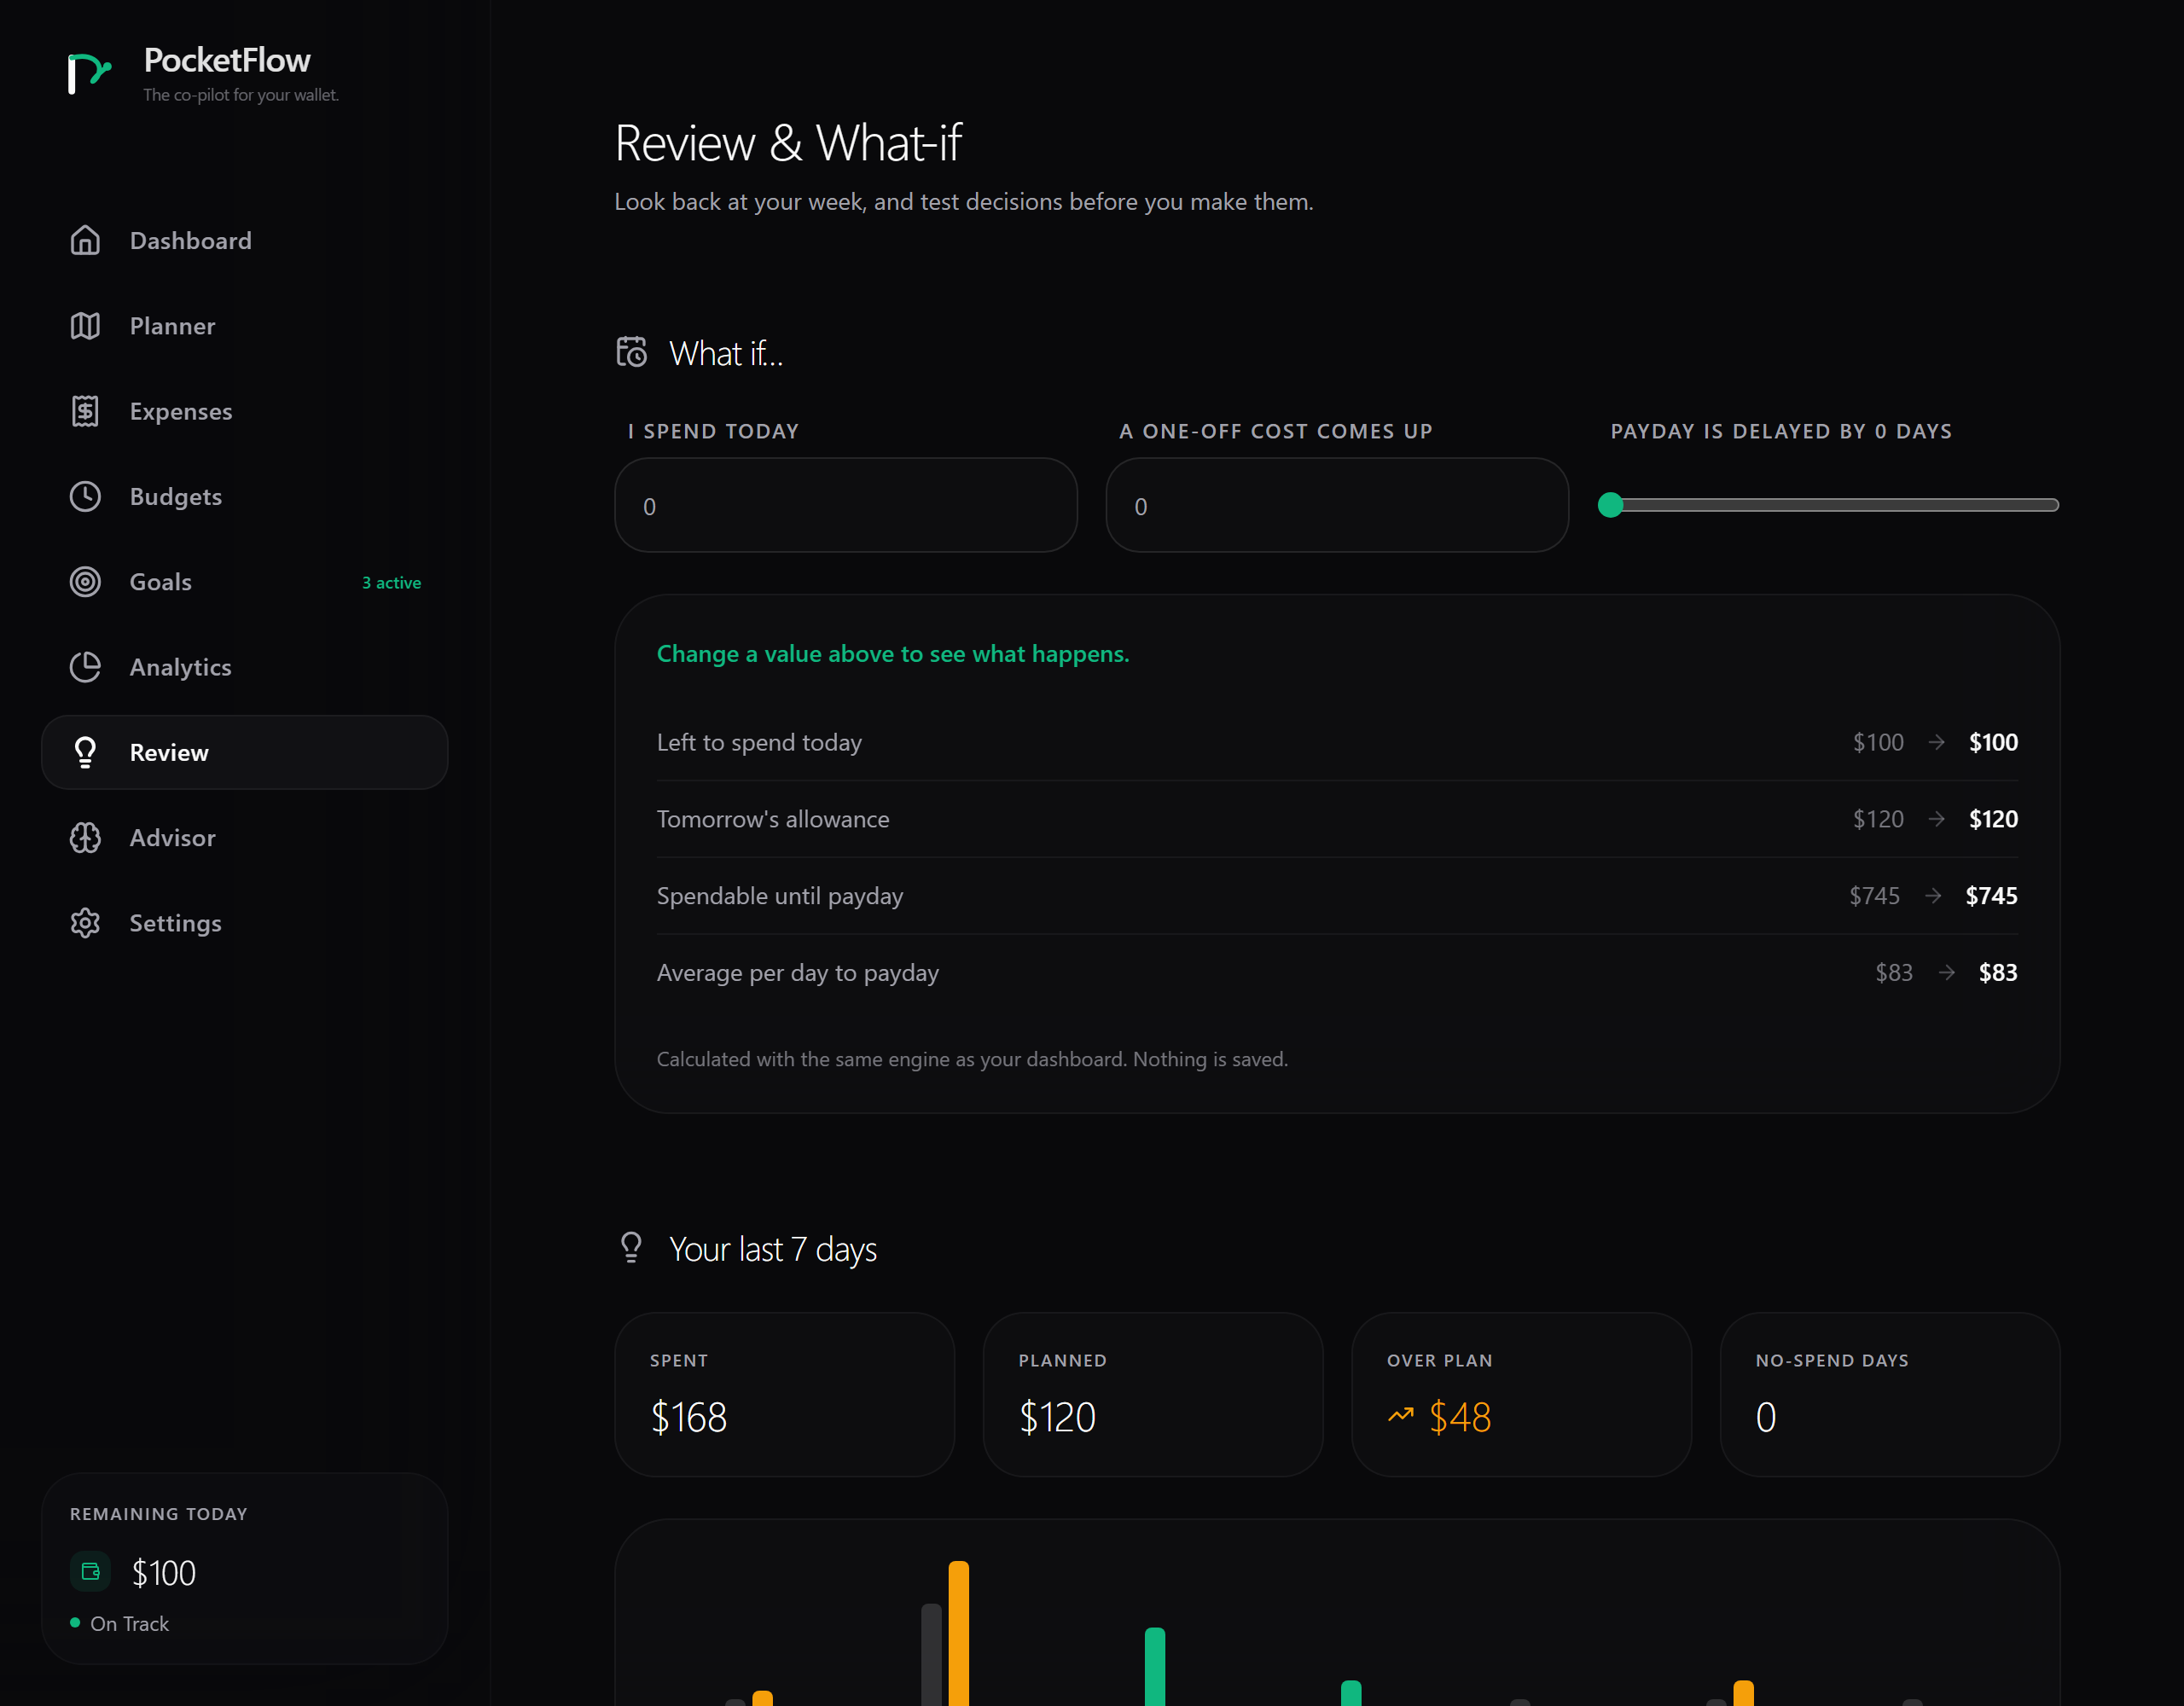 PocketFlow
The co-pilot for your wallet.
Dashboard
Planner
Expenses
Budgets
Goals
3 active
Analytics
Review
Advisor
Settings
REMAINING TODAY
$100
On Track
Review & What-if
Look back at your week, and test decisions before you make them.
What if...
I SPEND TODAY
0
A ONE-OFF COST COMES UP
0
PAYDAY IS DELAYED BY 0 DAYS
Change a value above to see what happens.
Left to spend today $100 → $100
Tomorrow's allowance $120 → $120
Spendable until payday $745 → $745
Average per day to payday $83 → $83
Calculated with the same engine as your dashboard. Nothing is saved.
Your last 7 days
SPENT
$168
PLANNED
$120
OVER PLAN
$48
NO-SPEND DAYS
0